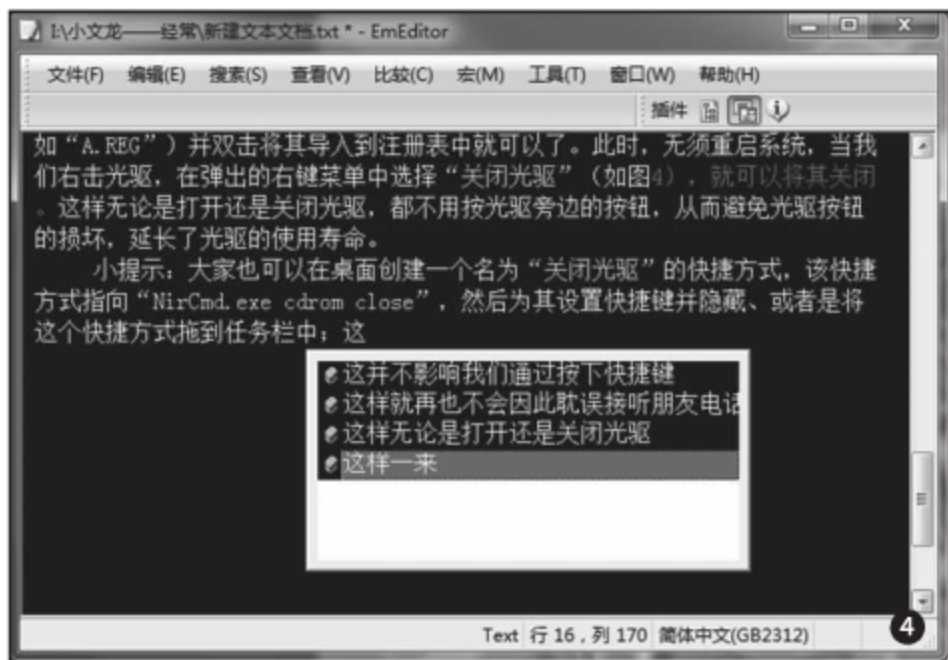 I:\小文龙——经常\新建文本文档.txt * - EmEditor
文件(F) 编辑(E) 搜索(S) 查看(V) 比较(C) 宏(M) 工具(T) 窗口(W) 帮助(H)
插件
如“A.REG”）并双击将其导入到注册表中就可以了。此时，无须重启系统，当我
们右击光驱，在弹出的右键菜单中选择“关闭光驱”（如图4），就可以将其关闭
。这样无论是打开还是关闭光驱，都不用按光驱旁边的按钮，从而避免光驱按钮
的损坏，延长了光驱的使用寿命。
小提示：大家也可以在桌面创建一个名为“关闭光驱”的快捷方式，该快捷
方式指向“NirCmd.exe cdrom close”，然后为其设置快捷键并隐藏、或者是将
这个快捷方式拖到任务栏中；这
这并不影响我们通过按下快捷键
这样就再也不会因此耽误接听朋友电话
这样无论是打开还是关闭光驱
这样一来
Text 行 16，列 170 简体中文(GB2312)
4